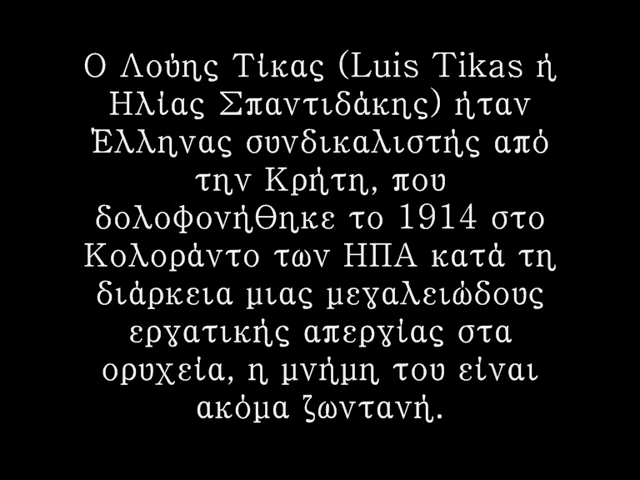 Ο Λούης Τίκας (Luis Tikas ή
Ηλίας Σπαντιδάκης) ήταν
Έλληνας συνδικαλιστής από
την Κρήτη, που
δολοφονήθηκε το 1914 στο
Κολοράντο των ΗΠΑ κατά τη
διάρκεια μιας μεγαλειώδους
εργατικής απεργίας στα
ορυχεία, η μνήμη του είναι
ακόμα ζωντανή.